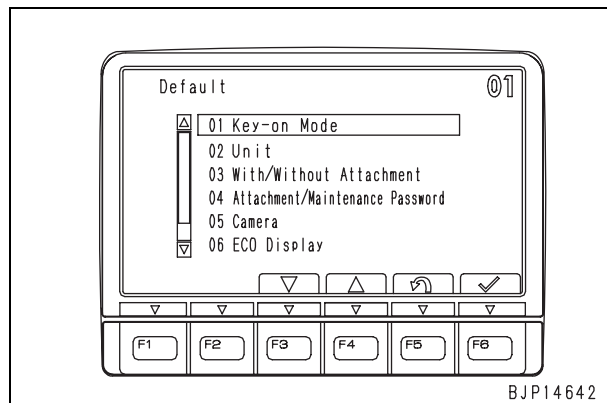 Default 01
01 Key-on Mode
02 Unit
03 With/Without Attachment
04 Attachment/Maintenance Password
05 Camera
06 ECO Display
F1 F2 F3 F4 F5 F6
BJP14642